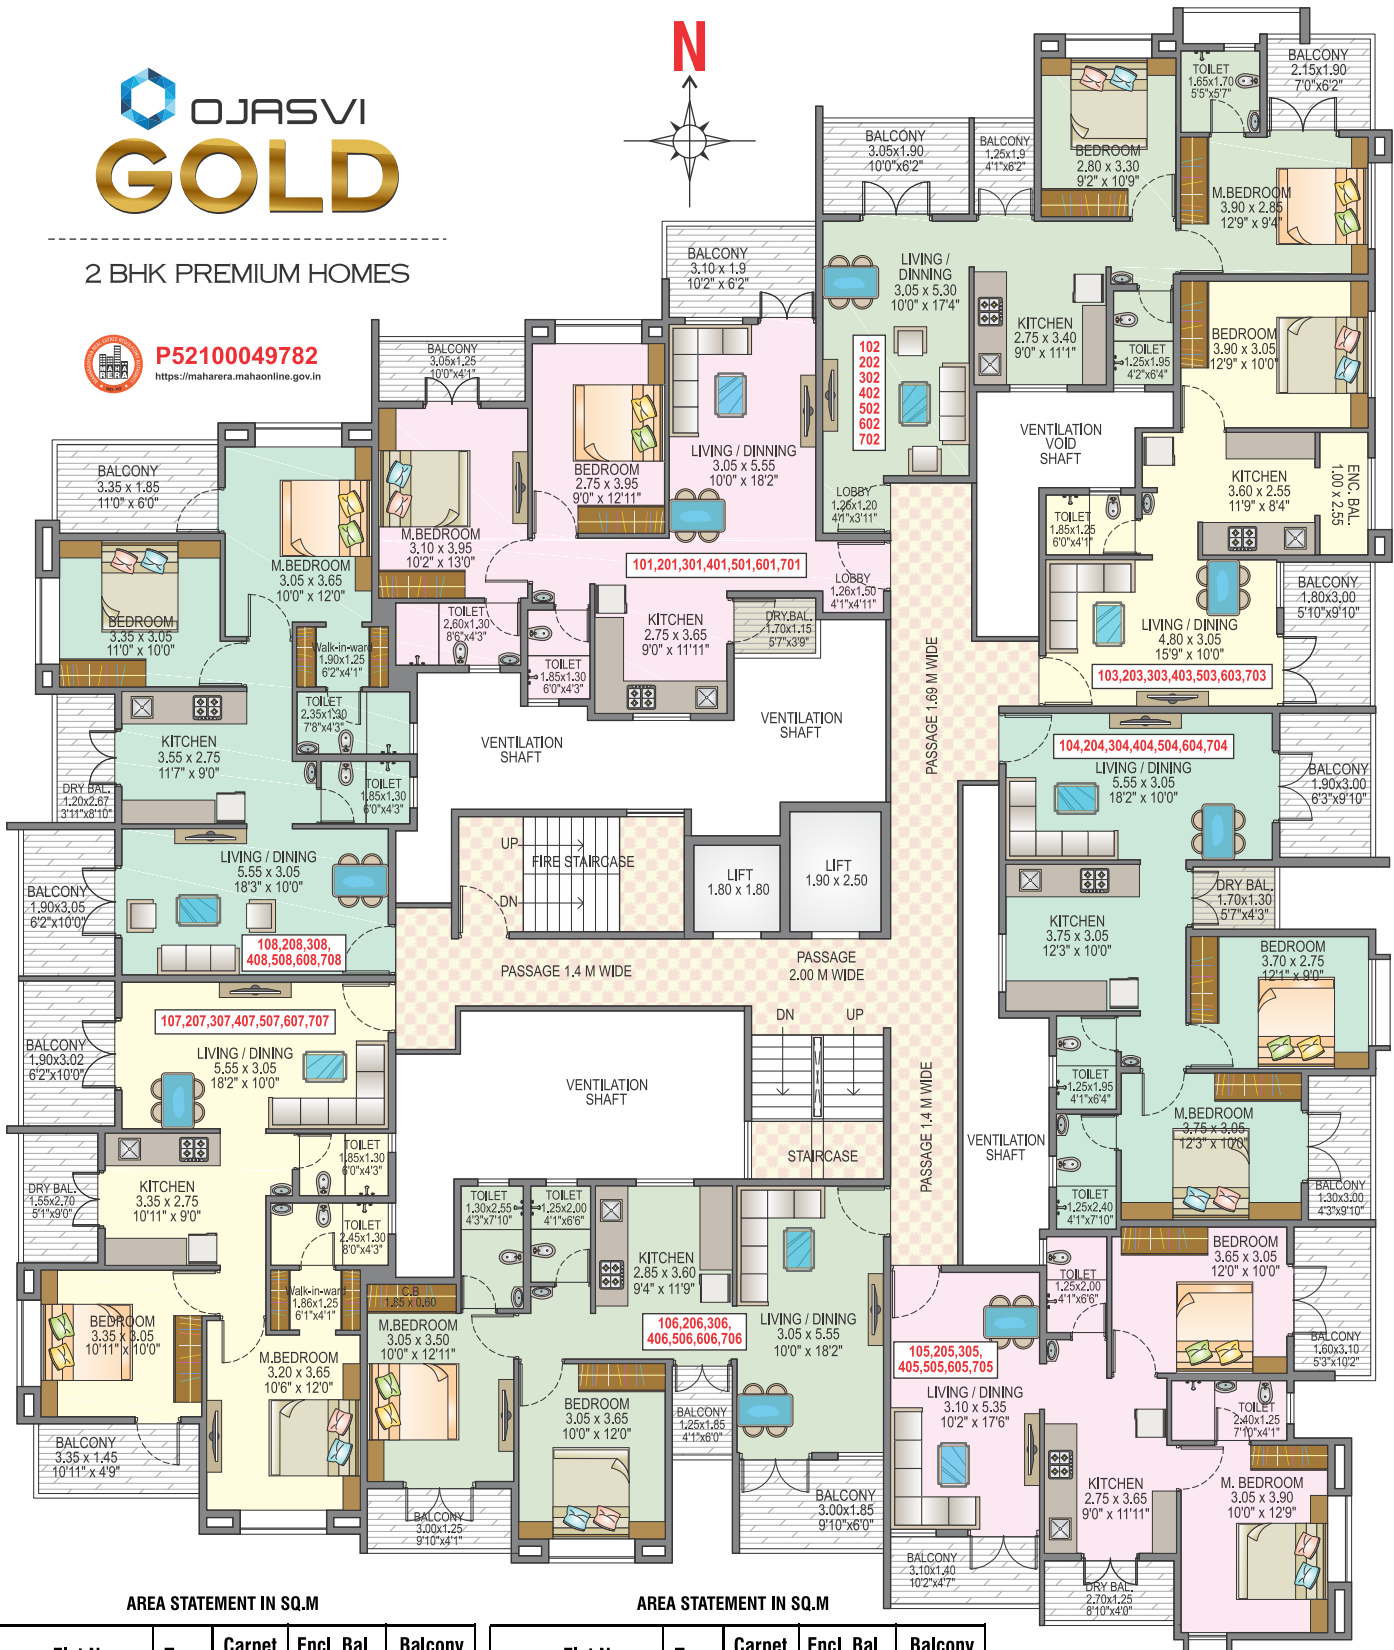 OJASVI
GOLD
2 BHK PREMIUM HOMES
P52100049782
https://maharera.mahaonline.gov.in
MAHA
RERA
N
BALCONY
3.05x1.90
10'0"x6'2"
BALCONY
1.25x1.9
4'1"x6'2"
BEDROOM
2.80 x 3.30
9'2" x 10'9"
TOILET
1.65x1.70
5'5"x5'7"
BALCONY
2.15x1.90
7'0"x6'2"
M.BEDROOM
3.90 x 2.85
12'9" x 9'4"
LIVING /
DINNING
3.05 x 5.30
10'0" x 17'4"
KITCHEN
2.75 x 3.40
9'0" x 11'1"
TOILET
1.25x1.95
4'2"x6'4"
102
202
302
402
502
602
702
LOBBY
1.26x1.20
4'1"x3'11"
BALCONY
3.10 x 1.9
10'2" x 6'2"
BALCONY
3.05x1.25
10'0"x4'1"
LIVING / DINNING
3.05 x 5.55
10'0" x 18'2"
BEDROOM
2.75 x 3.95
9'0" x 12'11"
M.BEDROOM
3.10 x 3.95
10'2" x 13'0"
101,201,301,401,501,601,701
LOBBY
1.26x1.50
4'1"x4'11"
TOILET
2.60x1.30
8'6"x4'3"
TOILET
1.85x1.30
6'0"x4'3"
KITCHEN
2.75 x 3.65
9'0" x 11'11"
DRY.BAL.
1.70x1.15
5'7"x3'9"
VENTILATION
SHAFT
VENTILATION
SHAFT
BEDROOM
3.90 x 3.05
12'9" x 10'0"
VENTILATION
VOID
SHAFT
KITCHEN
3.60 x 2.55
11'9" x 8'4"
ENC. BAL.
1.00 x 2.55
TOILET
1.85x1.25
6'0"x4'1"
BALCONY
1.80x3.00
5'10"x9'10"
LIVING / DINING
4.80 x 3.05
15'9" x 10'0"
103,203,303,403,503,603,703
PASSAGE 1.69 M WIDE
104,204,304,404,504,604,704
LIVING / DINING
5.55 x 3.05
18'2" x 10'0"
BALCONY
1.90x3.00
6'3"x9'10"
DRY BAL.
1.70x1.30
5'7"x4'3"
KITCHEN
3.75 x 3.05
12'3" x 10'0"
BEDROOM
3.70 x 2.75
12'1" x 9'0"
TOILET
1.25x1.95
4'1"x6'4"
M.BEDROOM
3.75 x 3.05
12'3" x 10'0"
TOILET
1.25x2.40
4'1"x7'10"
BALCONY
1.30x3.00
4'3"x9'10"
VENTILATION
SHAFT
BALCONY
3.35 x 1.85
11'0" x 6'0"
M.BEDROOM
3.05 x 3.65
10'0" x 12'0"
BEDROOM
3.35 x 3.05
11'0" x 10'0"
Walk-in-ward
1.90x1.25
6'2"x4'1"
TOILET
2.35x1.30
7'8"x4'3"
KITCHEN
3.55 x 2.75
11'7" x 9'0"
TOILET
1.85x1.30
6'0"x4'3"
DRY BAL.
1.20x2.67
3'11"x8'10"
LIVING / DINING
5.55 x 3.05
18'3" x 10'0"
BALCONY
1.90x3.05
6'2"x10'0"
108,208,308,
408,508,608,708
UP
FIRE STAIRCASE
DN
LIFT
1.80 x 1.80
LIFT
1.90 x 2.50
PASSAGE 1.4 M WIDE
PASSAGE
2.00 M WIDE
DN
UP
STAIRCASE
PASSAGE 1.4 M WIDE
VENTILATION
SHAFT
107,207,307,407,507,607,707
BALCONY
1.90x3.02
6'2"x10'0"
LIVING / DINING
5.55 x 3.05
18'2" x 10'0"
TOILET
1.85x1.30
6'0"x4'3"
DRY BAL.
1.55x2.70
5'1"x9'0"
KITCHEN
3.35 x 2.75
10'11" x 9'0"
TOILET
2.45x1.30
8'0"x4'3"
Walk-in-ward
1.86x1.25
6'1"x4'1"
BEDROOM
3.35 x 3.05
10'11" x 10'0"
M.BEDROOM
3.20 x 3.65
10'6" x 12'0"
BALCONY
3.35 x 1.45
10'11" x 4'9"
TOILET
1.30x2.55
4'3"x7'10"
TOILET
1.25x2.00
4'1"x6'6"
KITCHEN
2.85 x 3.60
9'4" x 11'9"
C.B
1.85 x 0.60
M.BEDROOM
3.05 x 3.50
10'0" x 12'11"
106,206,306,
406,506,606,706
LIVING / DINING
3.05 x 5.55
10'0" x 18'2"
BEDROOM
3.05 x 3.65
10'0" x 12'0"
BALCONY
1.25x1.85
4'1"x6'0"
BALCONY
3.00x1.25
9'10"x4'1"
BALCONY
3.00x1.85
9'10"x6'0"
TOILET
1.25x2.00
4'1"x6'6"
BEDROOM
3.65 x 3.05
12'0" x 10'0"
BALCONY
1.60x3.10
5'3"x10'2"
105,205,305,
405,505,605,705
LIVING / DINING
3.10 x 5.35
10'2" x 17'6"
TOILET
2.40x1.25
7'10"x4'1"
KITCHEN
2.75 x 3.65
9'0" x 11'11"
M. BEDROOM
3.05 x 3.90
10'0" x 12'9"
BALCONY
3.10x1.40
10'2"x4'7"
DRY BAL.
2.70x1.25
8'10"x4'0"
AREA STATEMENT IN SQ.M
AREA STATEMENT IN SQ.M
Carpet Encl. Bal. Balcony
Carpet Encl. Bal. Balcony